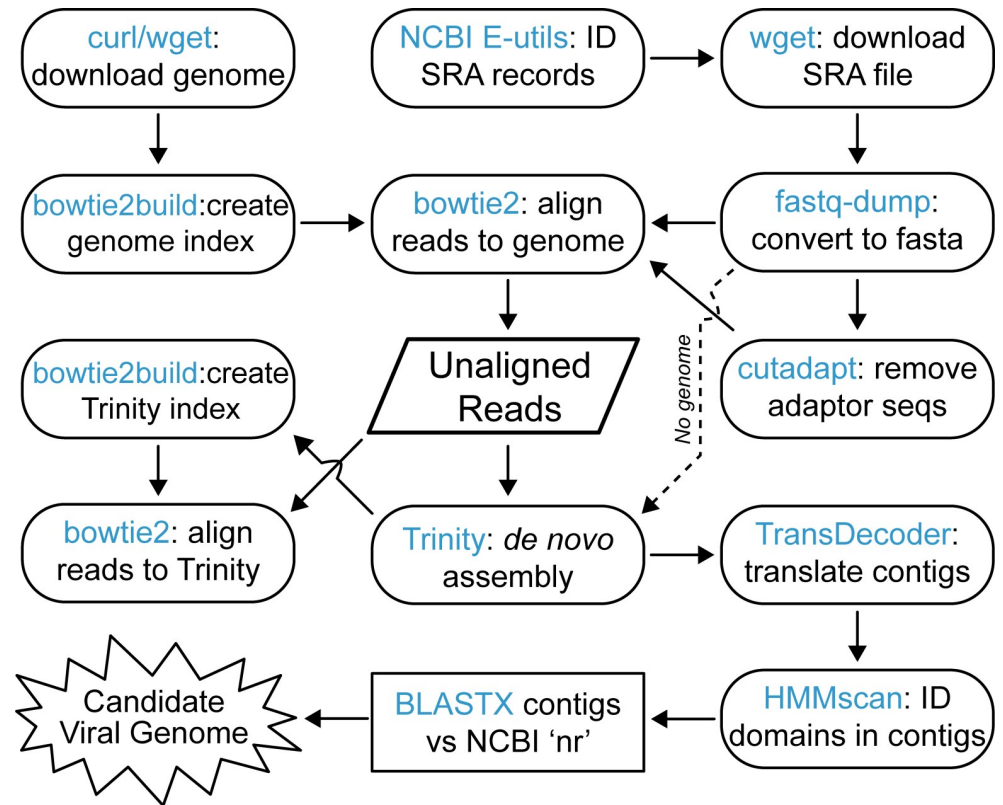 curl/wget:
download genome
NCBI E-utils: ID
SRA records
wget: download
SRA file
bowtie2build:create
genome index
bowtie2: align
reads to genome
fastq-dump:
convert to fasta
bowtie2build:create
Trinity index
Unaligned
Reads
No genome
cutadapt: remove
adaptor seqs
bowtie2: align
reads to Trinity
Trinity: de novo
assembly
TransDecoder:
translate contigs
Candidate
Viral Genome
BLASTX contigs
vs NCBI ‘nr’
HMMscan: ID
domains in contigs